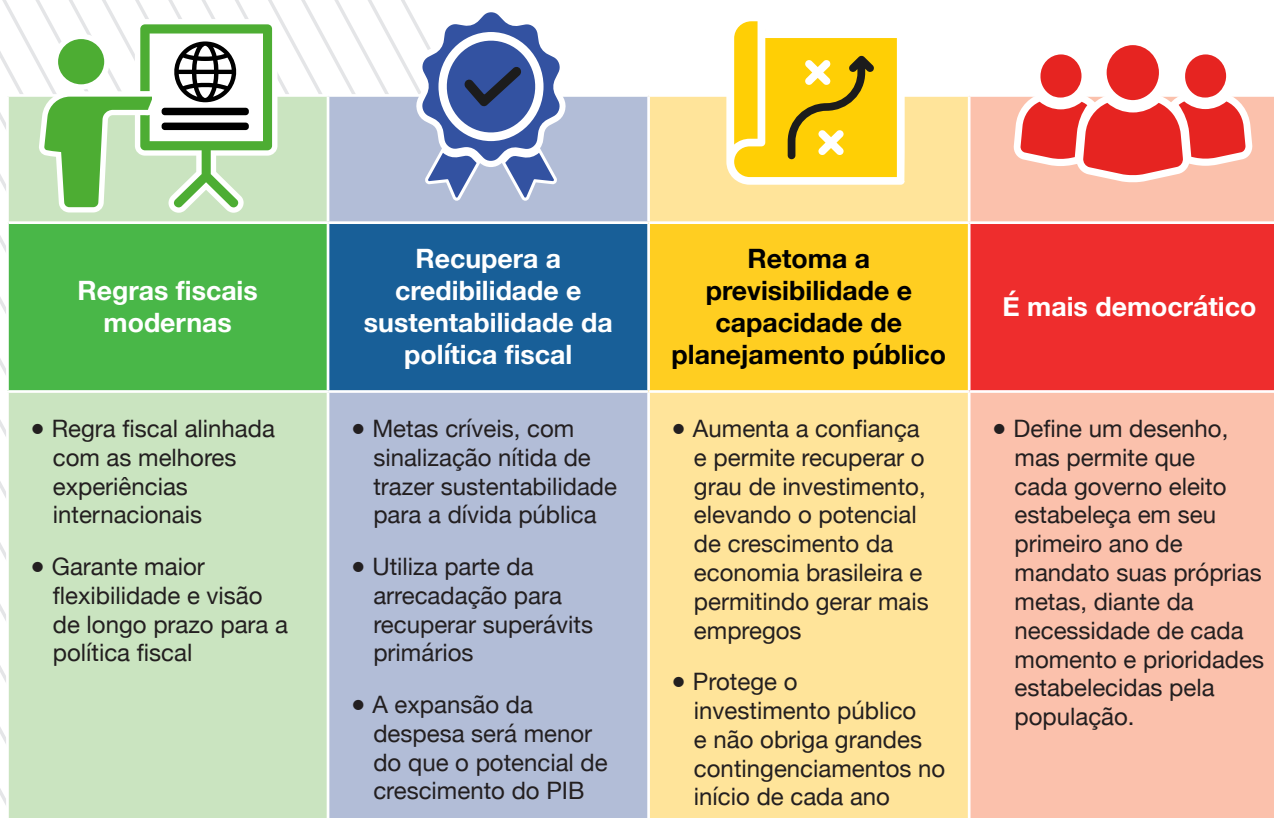 Regras fiscais
modernas
Recupera a
credibilidade e
sustentabilidade da
política fiscal
Retoma a
previsibilidade e
capacidade de
planejamento público
É mais democrático
• Regra fiscal alinhada
com as melhores
experiências
internacionais
• Garante maior
flexibilidade e visão
de longo prazo para a
política fiscal
• Metas críveis, com
sinalização nítida de
trazer sustentabilidade
para a dívida pública
• Utiliza parte da
arrecadação para
recuperar superávits
primários
• A expansão da
despesa será menor
do que o potencial de
crescimento do PIB
• Aumenta a confiança
e permite recuperar o
grau de investimento,
elevando o potencial
de crescimento da
economia brasileira e
permitindo gerar mais
empregos
• Protege o
investimento público
e não obriga grandes
contingenciamentos no
início de cada ano
• Define um desenho,
mas permite que
cada governo eleito
estabeleça em seu
primeiro ano de
mandato suas próprias
metas, diante da
necessidade de cada
momento e prioridades
estabelecidas pela
população.